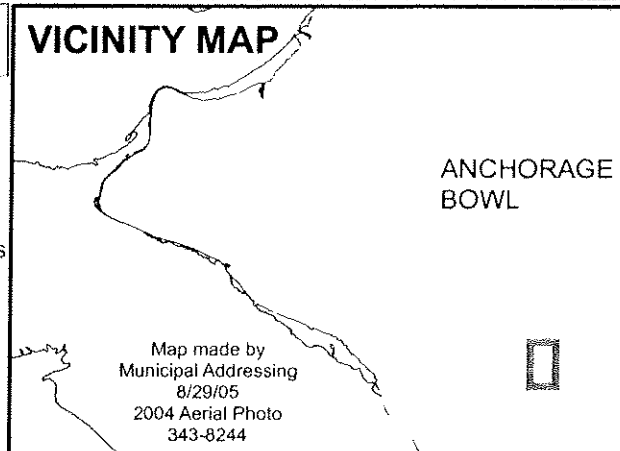 VICINITY MAP
ANCHORAGE
BOWL
Map made by
Municipal Addressing
8/29/05
2004 Aerial Photo
343-8244